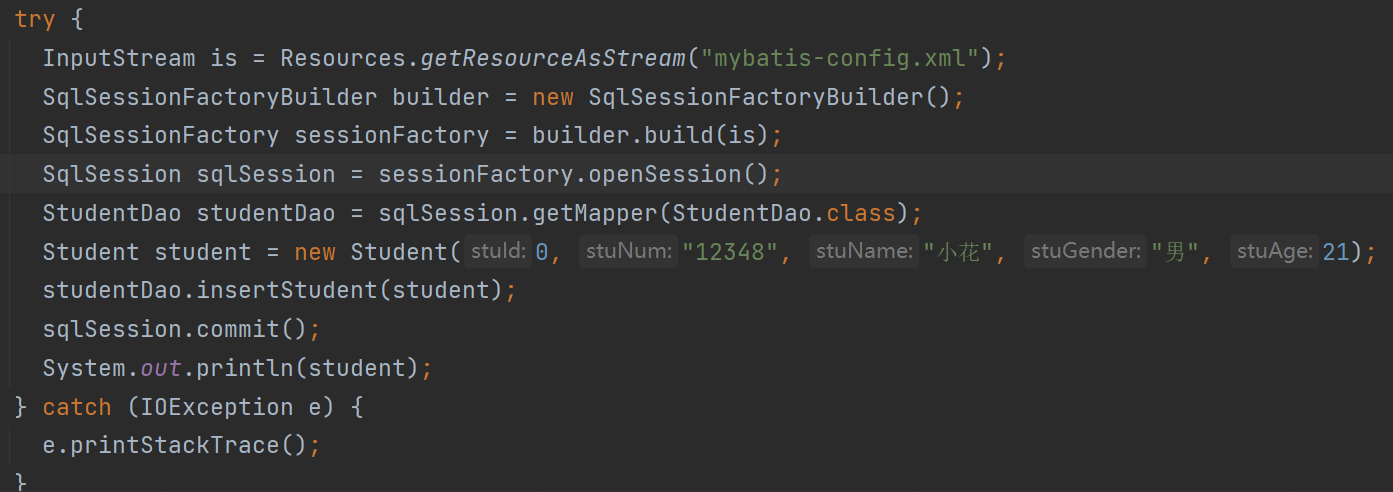 try {
InputStream is = Resources.getResourceAsStream("mybatis-config.xml");
SqlSessionFactoryBuilder builder = new SqlSessionFactoryBuilder();
SqlSessionFactory sessionFactory = builder.build(is);
SqlSession sqlSession = sessionFactory.openSession();
StudentDao studentDao = sqlSession.getMapper(StudentDao.class);
Student student = new Student( stuId: 0, stuNum: "12348", stuName: "小花", stuGender: "男", stuAge: 21);
studentDao.insertStudent(student);
sqlSession.commit();
System.out.println(student);
} catch (IOException e) {
e.printStackTrace();
}